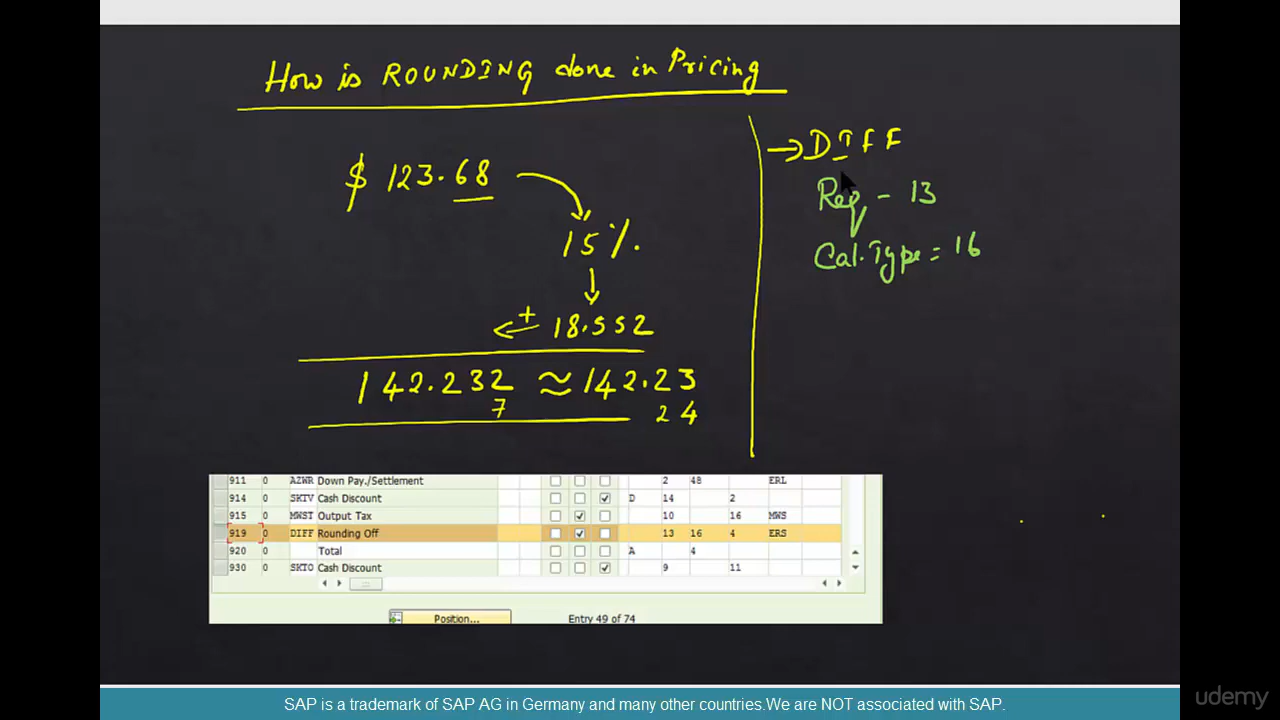 How is ROUNDING done in Pricing
$ 123.68
15%.
+ 18.552
142.232 ≈ 142.23
7 24
→ DIFF
Req - 13
Cal.Type = 16
911 0 AZWR Down Pay./Settlement 2 48 ERL
914 0 SKTV Cash Discount D 14 2
915 0 MWST Output Tax 10 16 MWS
919 0 DIFF Rounding Off 13 16 4 ERS
920 0 Total A 4
930 0 SKTO Cash Discount 9 11
Position... Entry 49 of 74
SAP is a trademark of SAP AG in Germany and many other countries.We are NOT associated with SAP.
udemy